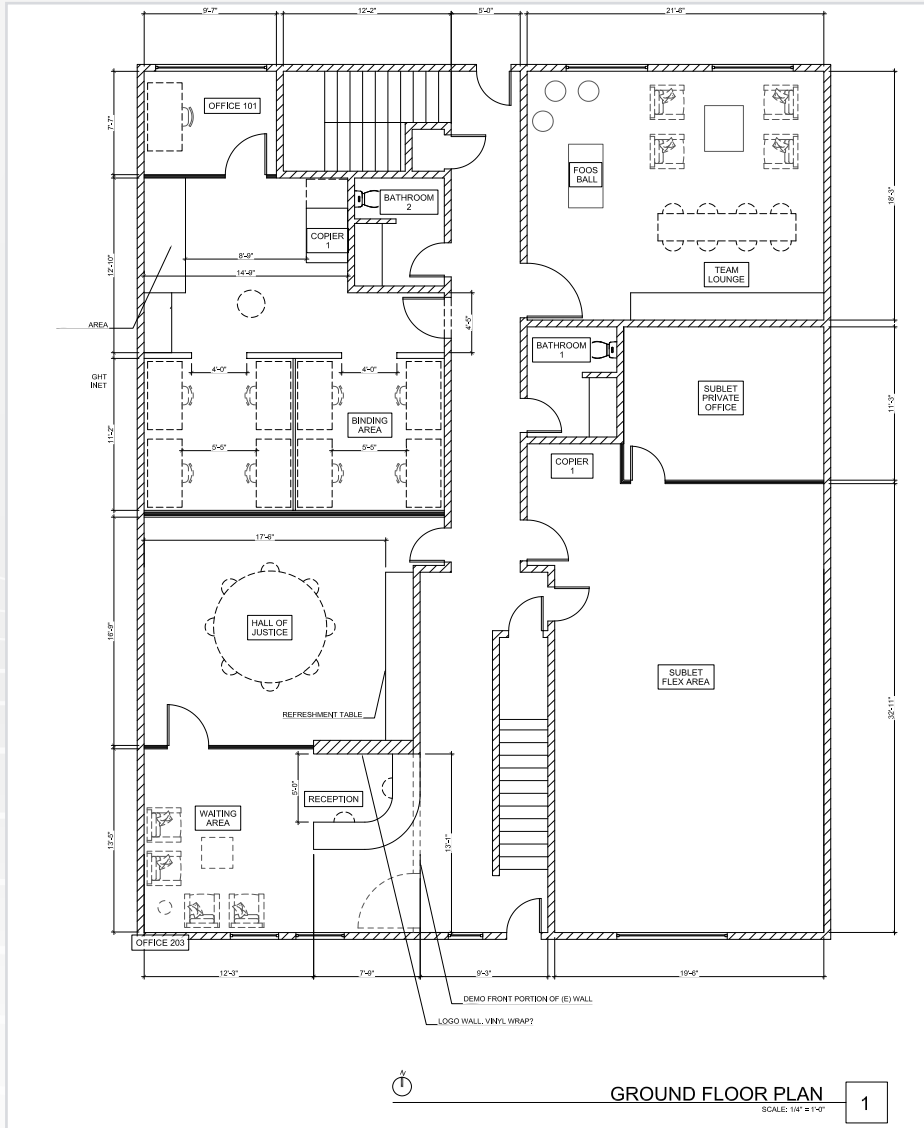 9'-7"
12'-2"
5'-0"
21'-6"
OFFICE 101
7'-7"
FOOS
BALL
18'-3"
BATHROOM
2
COPIER
1
8'-9"
14'-9"
12'-10"
TEAM
LOUNGE
AREA
4'-5"
BATHROOM
1
GHT
INET
4'-0"
4'-0"
SUBLET
PRIVATE
OFFICE
11'-3"
BINDING
AREA
11'-2"
5'-5"
5'-5"
COPIER
1
17'-6"
HALL OF
JUSTICE
16'-9"
SUBLET
FLEX AREA
REFRESHMENT TABLE
32'-11"
5'-0"
RECEPTION
WAITING
AREA
13'-5"
13'-1"
OFFICE 203
12'-3"
7'-9"
9'-3"
19'-6"
DEMO FRONT PORTION OF (E) WALL
LOGO WALL. VINYL WRAP?
N
GROUND FLOOR PLAN
1
SCALE: 1/4" = 1'-0"